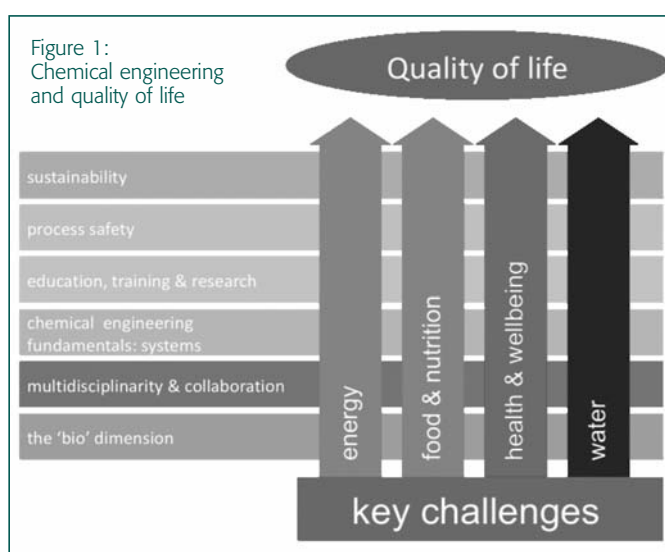 Figure 1:
Chemical engineering
and quality of life
Quality of life
sustainability
process safety
education, training & research
chemical engineering
fundamentals: systems
multidisciplinarity & collaboration
the 'bio' dimension
energy
food & nutrition
health & wellbeing
water
key challenges